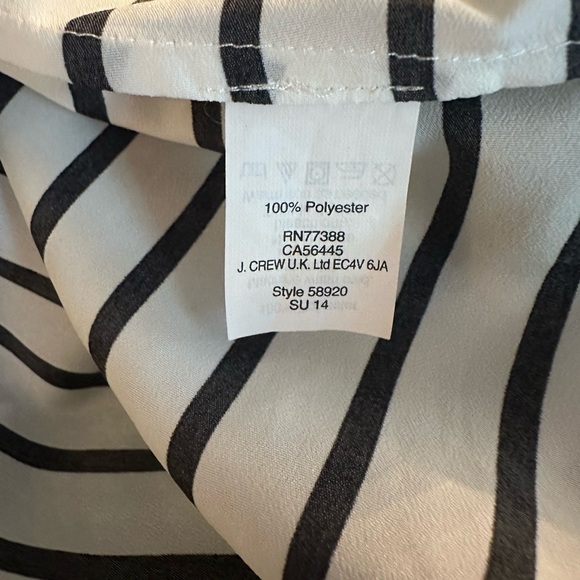 100% Polyester
RN77388
CA56445
J. CREW U.K. Ltd EC4V 6JA
Style 58920
SU 14